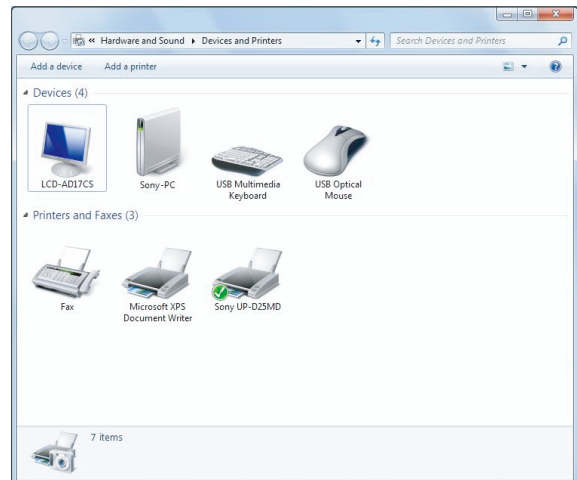 « Hardware and Sound ▸ Devices and Printers
Search Devices and Printers
Add a device Add a printer
Devices (4)
LCD-AD17CS
Sony-PC
USB Multimedia
Keyboard
USB Optical
Mouse
Printers and Faxes (3)
Fax
Microsoft XPS
Document Writer
Sony UP-D25MD
7 items